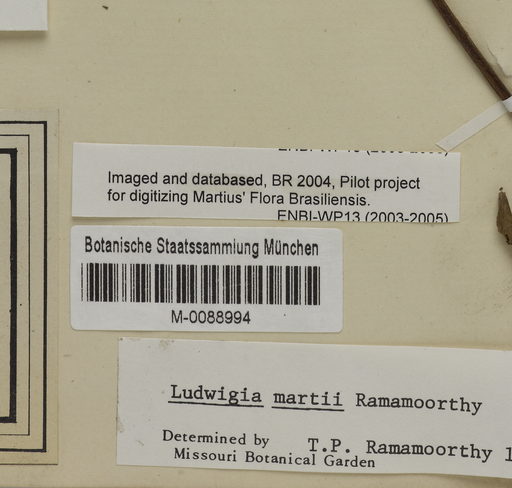 Imaged and databased, BR 2004, Pilot project
for digitizing Martius' Flora Brasiliensis.
ENBI-WP13 (2003-2005)
Botanische Staatssammlung München
M-0088994
Ludwigia martii Ramamoorthy
Determined by T.P. Ramamoorthy 1
Missouri Botanical Garden